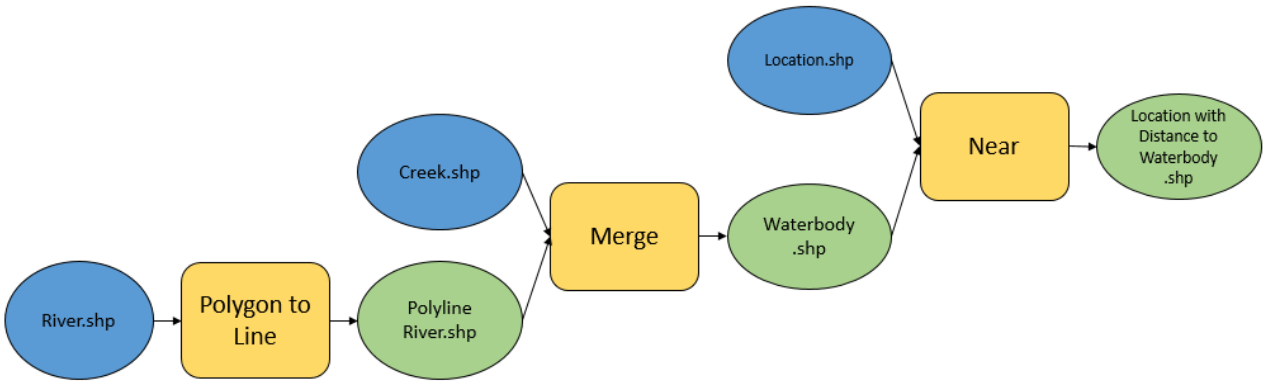 River.shp
Polygon to
Line
Polyline
River.shp
Creek.shp
Merge
Waterbody
.shp
Location.shp
Near
Location with
Distance to
Waterbody
.shp